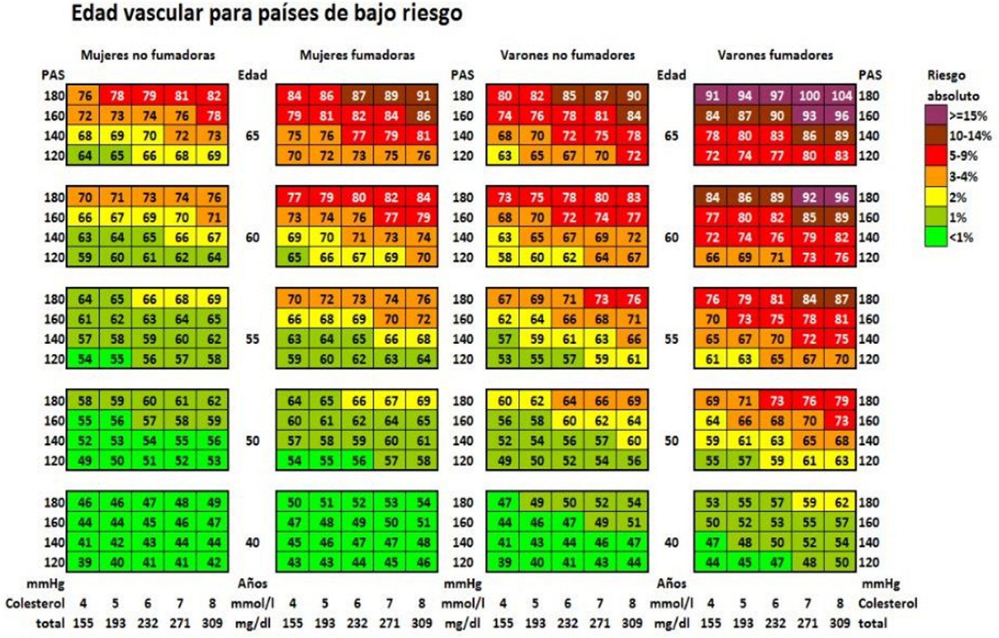 Edad vascular para países de bajo riesgo
Mujeres no fumadoras Mujeres fumadoras Varones no fumadores Varones fumadores
PAS Edad PAS Edad PAS Riesgo
180 76 78 79 81 82 84 86 87 89 91 180 80 82 85 87 90 91 94 97 100 104 180 absoluto
160 72 73 74 76 78 79 81 82 84 86 160 74 76 78 81 84 84 87 90 93 96 160 >=15%
140 68 69 70 72 73 65 75 76 77 79 81 140 68 70 72 75 78 65 78 80 83 86 89 140 10-14%
120 64 65 66 68 69 70 72 73 75 76 120 63 65 67 70 72 72 74 77 80 83 120 5-9%
3-4%
180 70 71 73 74 76 77 79 80 82 84 180 73 75 78 80 83 84 86 89 92 96 180 2%
160 66 67 69 70 71 73 74 76 77 79 160 68 70 72 74 77 77 80 82 85 89 160 1%
140 63 64 65 66 67 60 69 70 71 73 74 140 63 65 67 69 72 60 72 74 76 79 82 140 <1%
120 59 60 61 62 64 65 66 67 69 70 120 58 60 62 64 67 66 69 71 73 76 120
180 64 65 66 68 69 70 72 73 74 76 180 67 69 71 73 76 76 79 81 84 87 180
160 61 62 63 64 65 66 68 69 70 72 160 62 64 66 68 71 70 73 75 78 81 160
140 57 58 59 60 62 55 63 64 65 66 68 140 57 59 61 63 66 55 65 67 70 72 75 140
120 54 55 56 57 58 59 60 62 63 64 120 53 55 57 59 61 61 63 65 67 70 120
180 58 59 60 61 62 64 65 66 67 69 180 60 62 64 66 69 69 71 73 76 79 180
160 55 56 57 58 59 60 61 62 64 65 160 56 58 60 62 64 64 66 68 70 73 160
140 52 53 54 55 56 50 57 58 59 60 61 140 52 54 56 57 60 50 59 61 63 65 68 140
120 49 50 51 52 53 54 55 56 57 58 120 49 50 52 54 56 55 57 59 61 63 120
180 46 46 47 48 49 50 51 52 53 54 180 47 49 50 52 54 53 55 57 59 62 180
160 44 44 45 46 47 47 48 49 50 51 160 44 46 47 49 51 50 52 53 55 57 160
140 41 42 43 44 44 40 45 46 47 47 48 140 41 43 44 46 47 40 47 48 50 52 54 140
120 39 40 41 41 42 43 43 44 45 46 120 39 40 41 43 44 44 45 47 48 50 120
mmHg Años mmHg Años mmHg
Colesterol 4 5 6 7 8 mmol/l 4 5 6 7 8 mmol/l 4 5 6 7 8 mmol/l 4 5 6 7 8 Colesterol
total 155 193 232 271 309 mg/dl 155 193 232 271 309 mg/dl 155 193 232 271 309 mg/dl 155 193 232 271 309 total